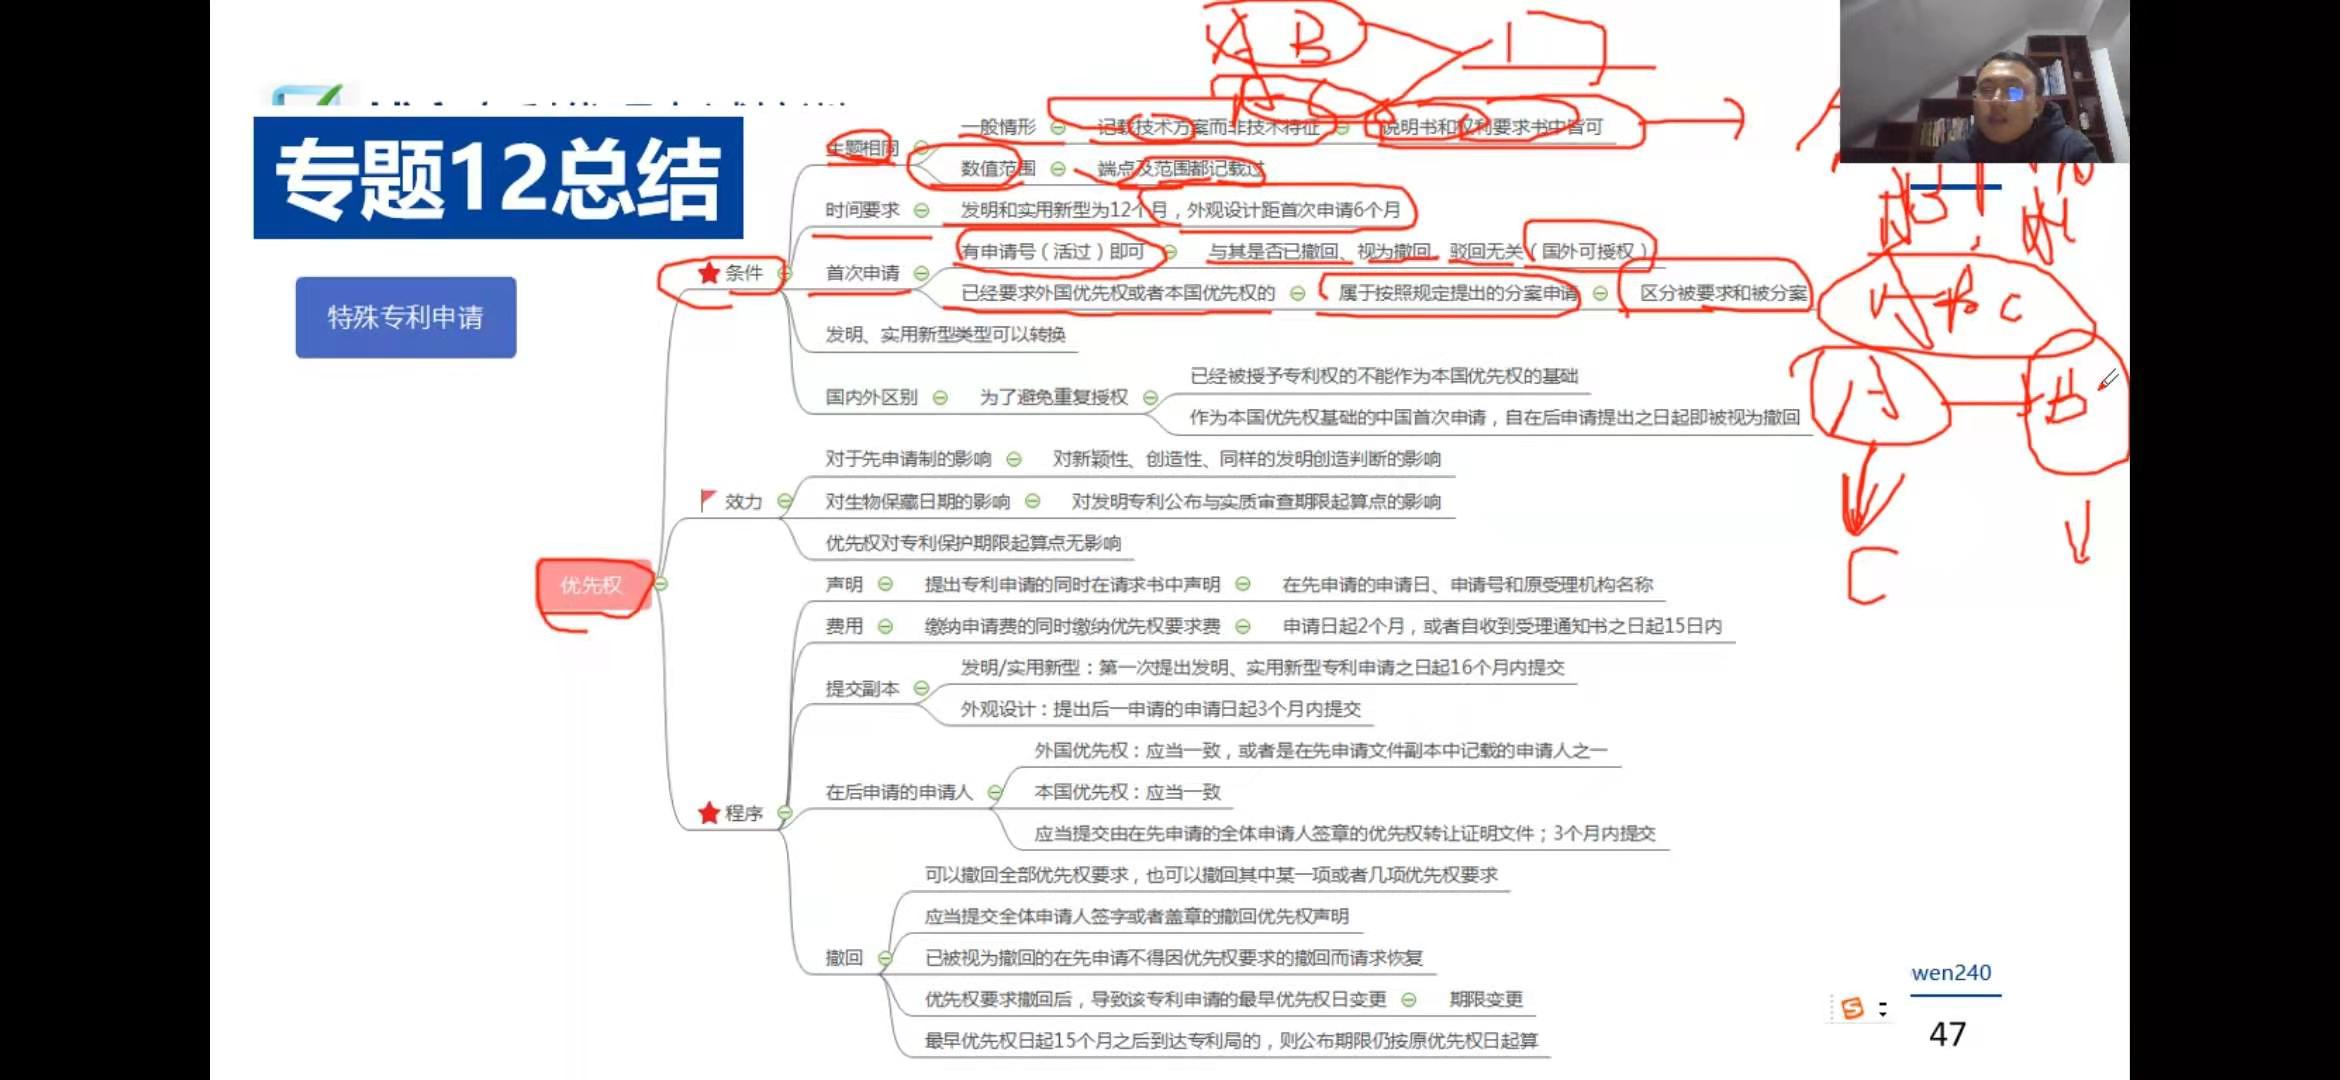 专题12总结
特殊专利申请
优先权
条件
主题相同
一般情形 记载技术方案而非技术特征 说明书和权利要求书中皆可
数值范围 端点及范围都记载过
时间要求 发明和实用新型为12个月，外观设计距首次申请6个月
首次申请
有申请号（活过）即可 与其是否已撤回、视为撤回、驳回无关（国外可授权）
已经要求外国优先权或者本国优先权的 属于按照规定提出的分案申请 区分被要求和被分案
发明、实用新型类型可以转换
国内外区别 为了避免重复授权
已经被授予专利权的不能作为本国优先权的基础
作为本国优先权基础的中国首次申请，自在后申请提出之日起即被视为撤回
效力
对于先申请制的影响 对新颖性、创造性、同样的发明创造判断的影响
对生物保藏日期的影响 对发明专利公布与实质审查期限起算点的影响
优先权对专利保护期限起算点无影响
程序
声明 提出专利申请的同时在请求书中声明 在先申请的申请日、申请号和原受理机构名称
费用 缴纳申请费的同时缴纳优先权要求费 申请日起2个月，或者自收到受理通知书之日起15日内
提交副本
发明/实用新型：第一次提出发明、实用新型专利申请之日起16个月内提交
外观设计：提出后一申请的申请日起3个月内提交
在后申请的申请人
外国优先权：应当一致，或者是在先申请文件副本中记载的申请人之一
本国优先权：应当一致
应当提交由在先申请的全体申请人签章的优先权转让证明文件；3个月内提交
撤回
可以撤回全部优先权要求，也可以撤回其中某一项或者几项优先权要求
应当提交全体申请人签字或者盖章的撤回优先权声明
已被视为撤回的在先申请不得因优先权要求的撤回而请求恢复
优先权要求撤回后，导致该专利申请的最早优先权日变更 期限变更
最早优先权日起15个月之后到达专利局的，则公布期限仍按原优先权日起算
A B
A
B C
A
B
C
wen240
47